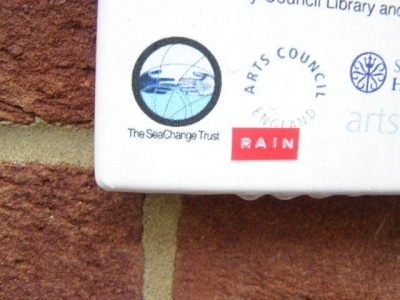 Council Library and
The SeaChange Trust
ARTS COUNCIL
ENGLAND
RAIN
S
H
arts